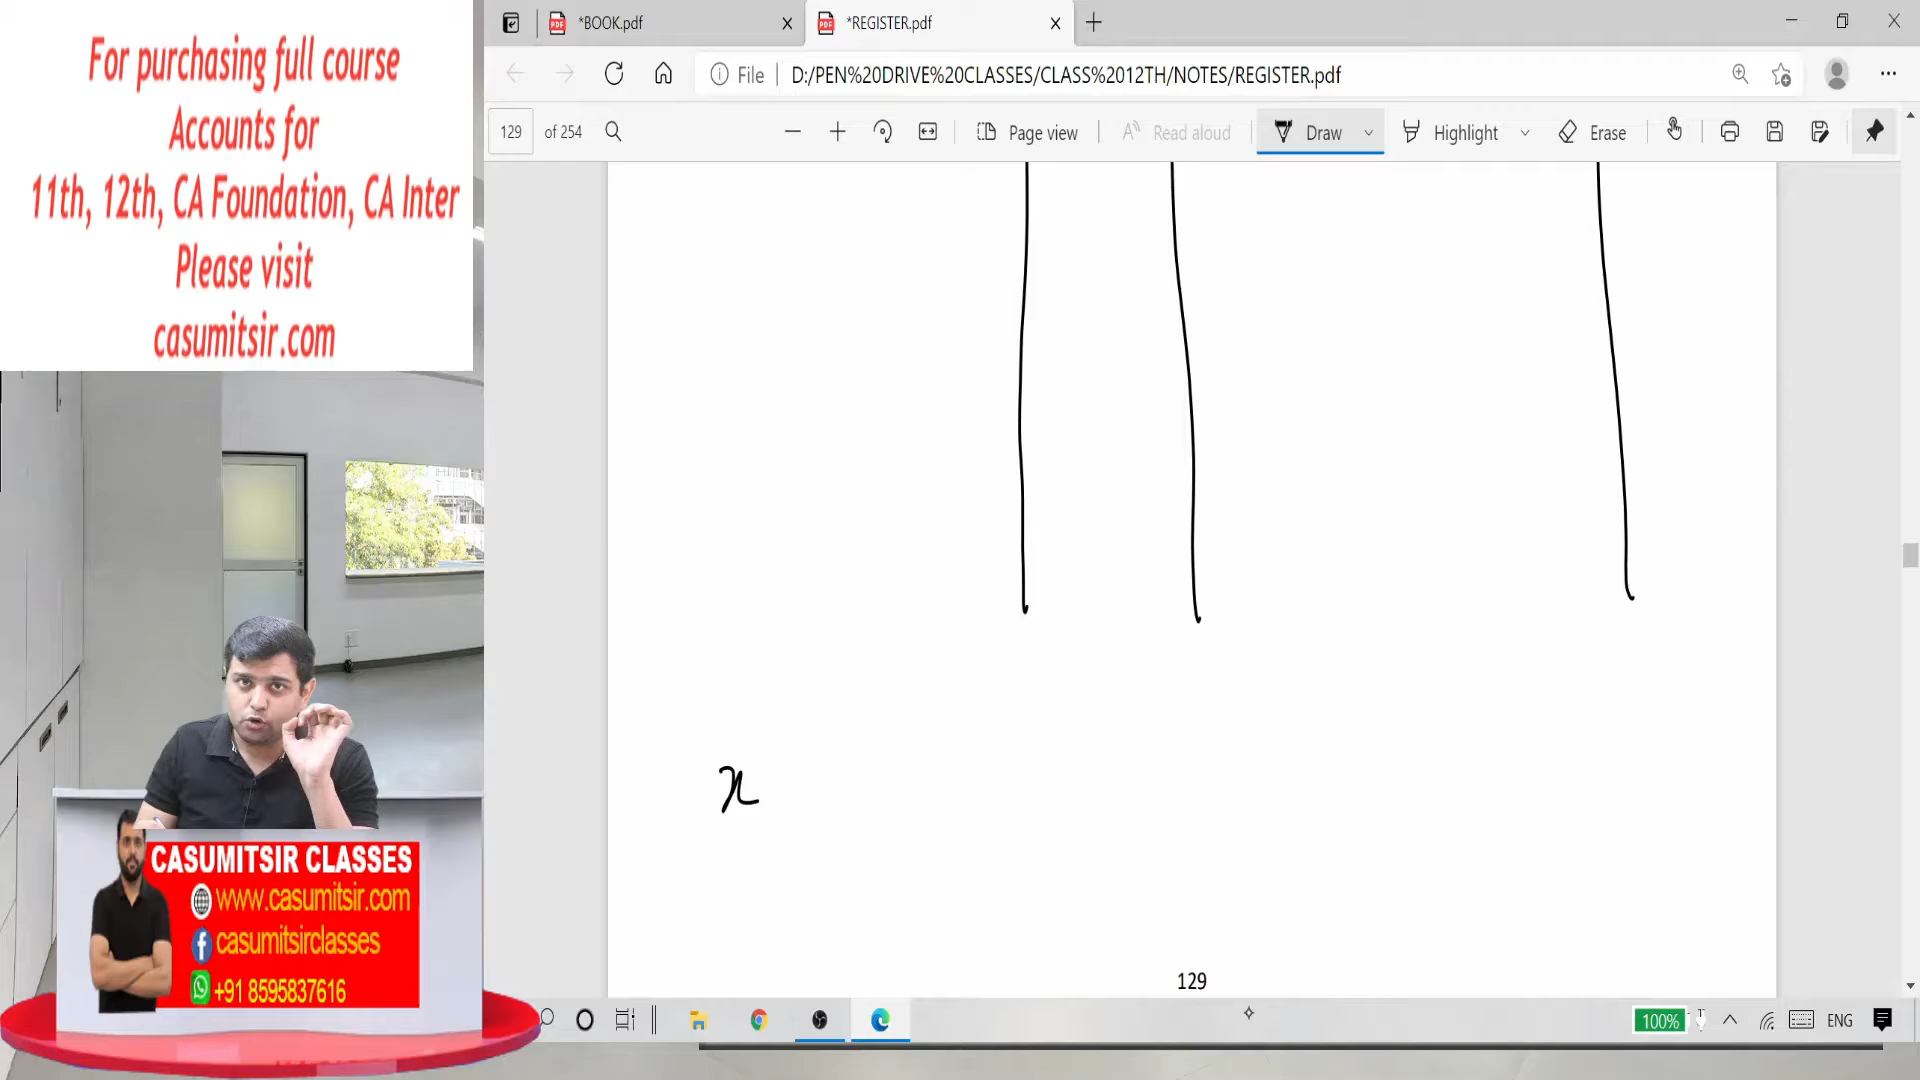 For purchasing full course
Accounts for
11th, 12th, CA Foundation, CA Inter
Please visit
casumitsir.com
*BOOK.pdf
*REGISTER.pdf
File
D:/PEN%20DRIVE%20CLASSES/CLASS%2012TH/NOTES/REGISTER.pdf
129 of 254
Page view
Read aloud
Draw
Highlight
Erase
x
129
CASUMITSIR CLASSES
www.casumitsir.com
casumitsirclasses
+91 8595837616
100%
ENG